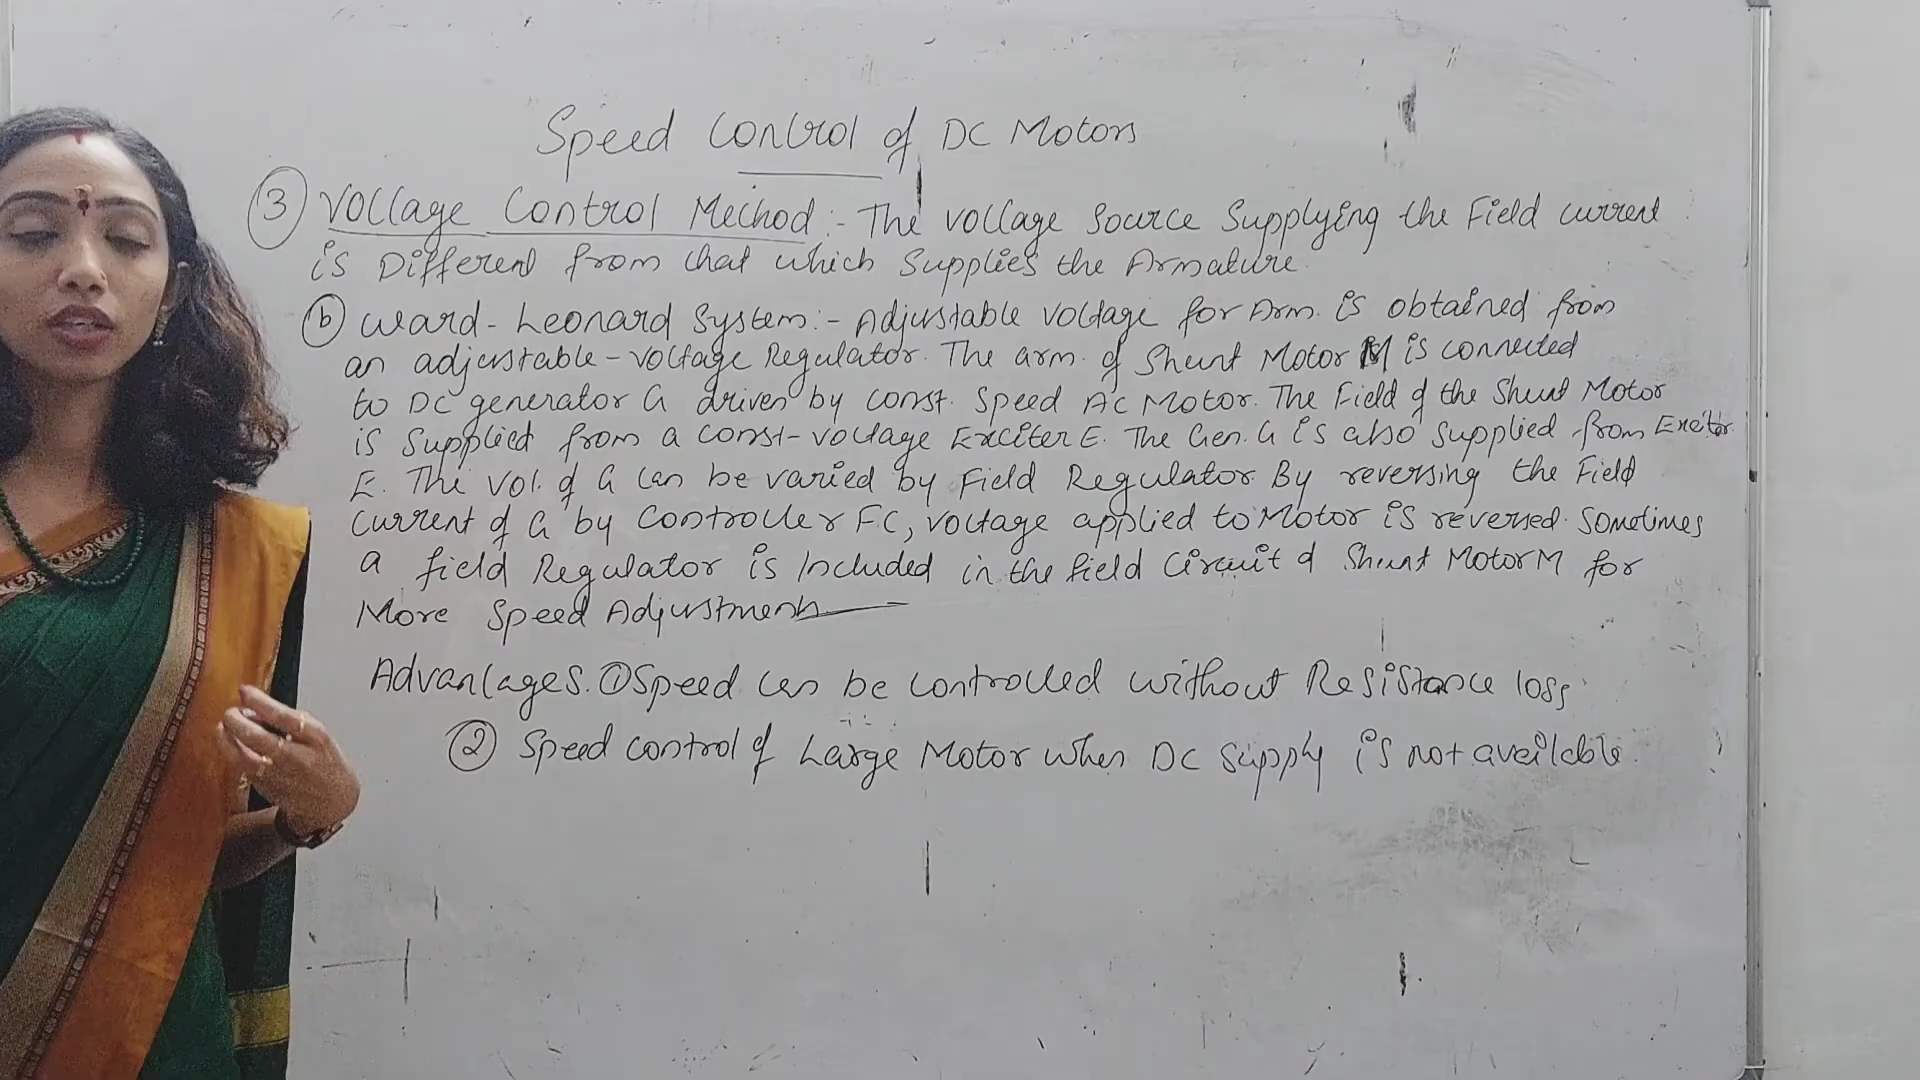 Speed Control of DC Motors
③ Voltage Control Method:- The voltage Source Supplying the Field current
is Different from that which Supplies the Armature.
ⓑ Ward-Leonard System:- Adjustable Voltage for Arm. is obtained from
an adjustable-voltage Regulator. The arm. of Shunt Motor M is connected
to DC generator G driven by const. Speed AC Motor. The Field of the Shunt Motor
is Supplied from a const-voltage Exciter E. The Gen. G is also supplied from Exciter
E. The Vol. of G can be varied by Field Regulator. By reversing the Field
Current of G by Controller F.C, voltage applied to Motor is reversed. Sometimes
a field Regulator is Included in the field Circuit of Shunt Motor M for
More Speed Adjustments
Advantages. ① Speed can be controlled without Resistance loss
② Speed control of Large Motor when DC Supply is not available.